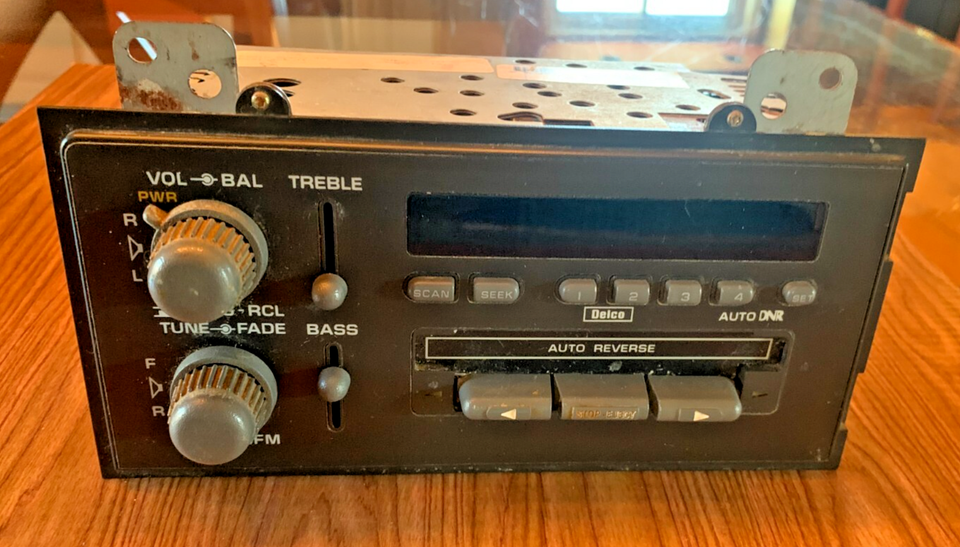 VOL BAL TREBLE
PWR
R
L
RCL
TUNE FADE BASS
F
R
FM
SCAN SEEK 1 2 3 4 SET
Delco AUTO DNR
AUTO REVERSE